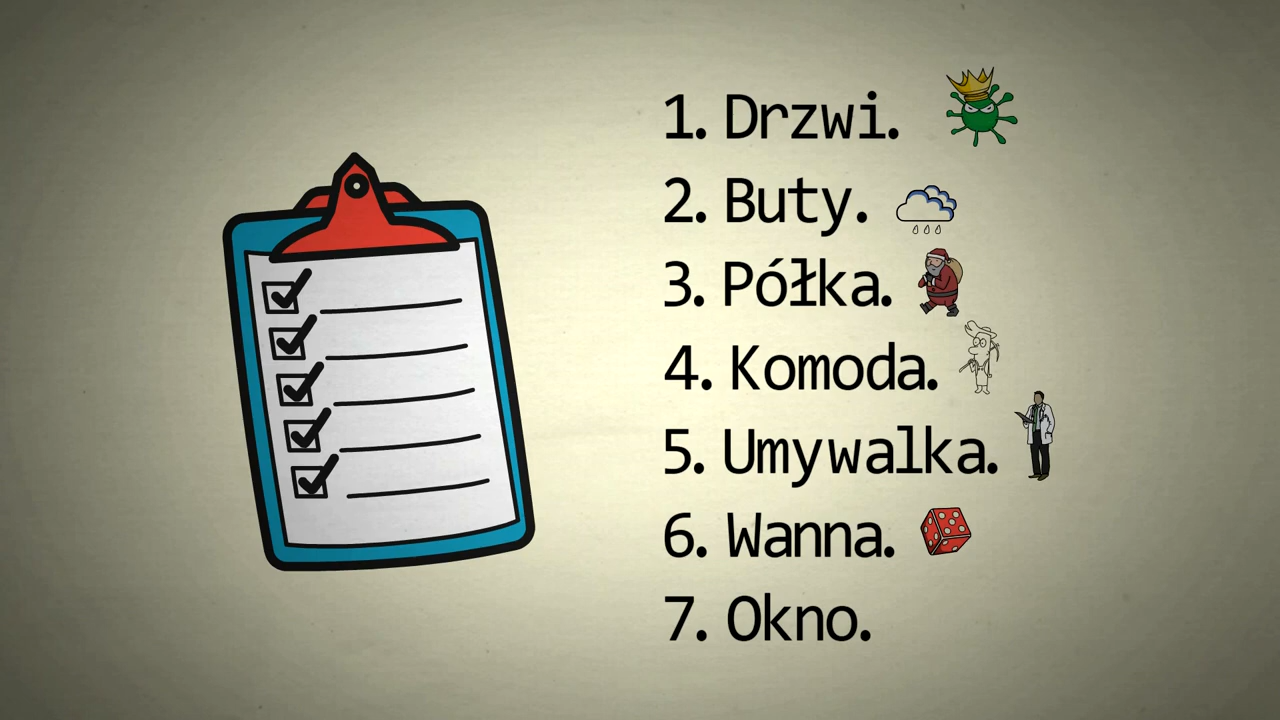 1. Drzwi.
2. Buty.
3. Półka.
4. Komoda.
5. Umywalka.
6. Wanna.
7. Okno.